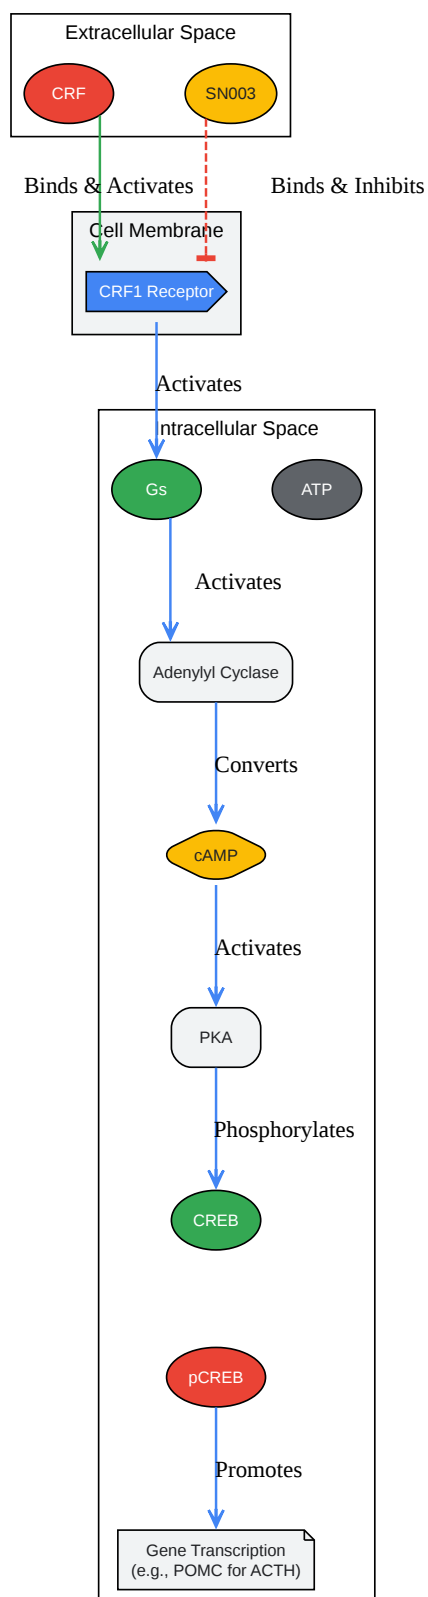 Extracellular Space
CRF
SN003
Binds & Activates
Binds & Inhibits
Cell Membrane
CRF1 Receptor
Activates
Intracellular Space
Gs
ATP
Activates
Adenylyl Cyclase
Converts
cAMP
Activates
PKA
Phosphorylates
CREB
pCREB
Promotes
Gene Transcription
(e.g., POMC for ACTH)